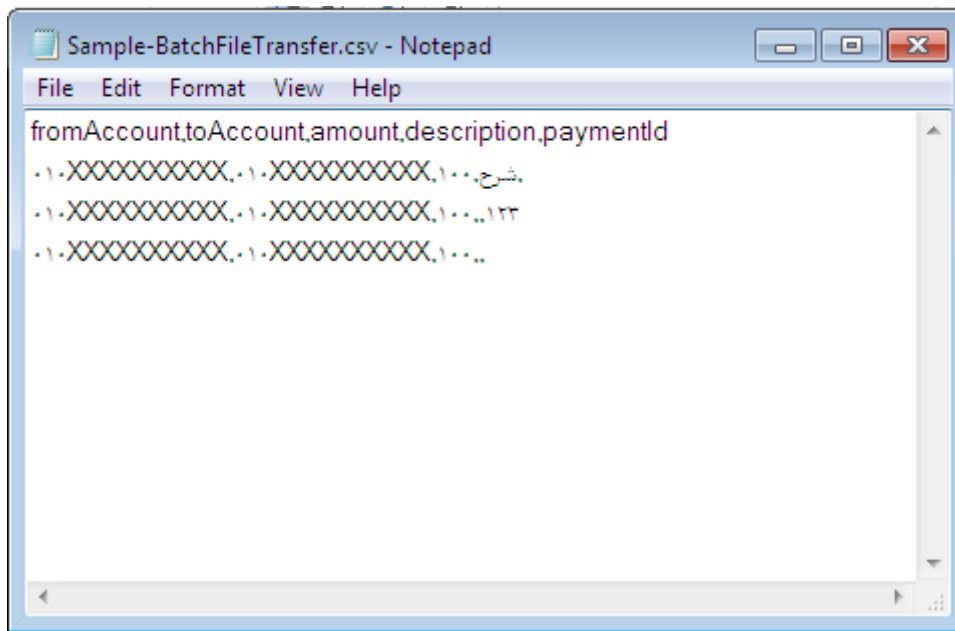 Sample-BatchFileTransfer.csv - Notepad
File Edit Format View Help
fromAccount,toAccount,amount,description,paymentId
۰۱۰XXXXXXXXXX,۰۱۰XXXXXXXXXX,۱۰۰,شرح,
۰۱۰XXXXXXXXXX,۰۱۰XXXXXXXXXX,۱۰۰,,۱۲۳
۰۱۰XXXXXXXXXX,۰۱۰XXXXXXXXXX,۱۰۰,,